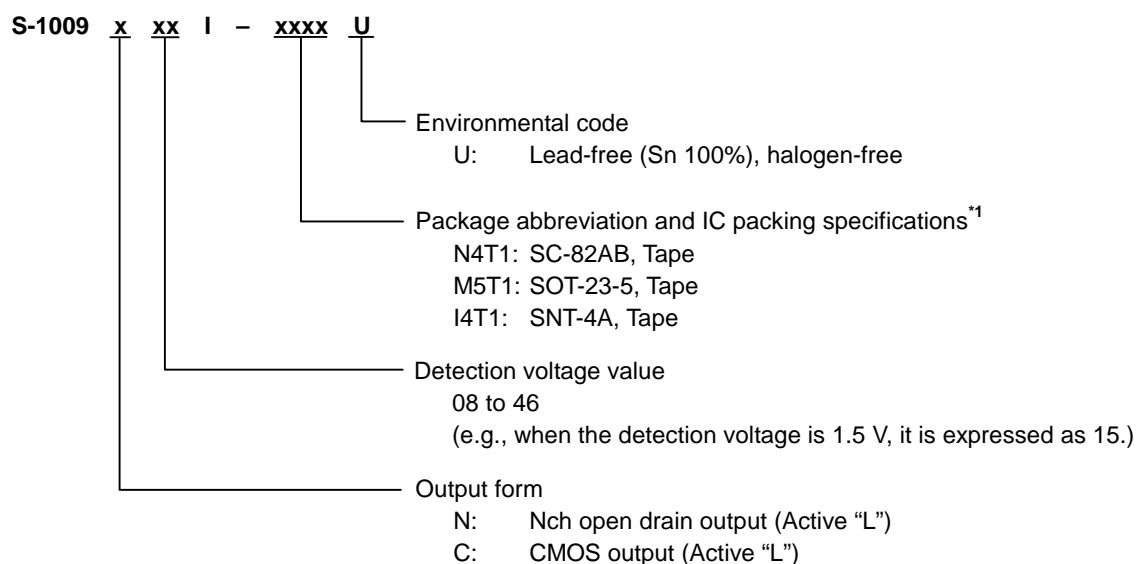 S-1009 x xx I – xxxx U
Environmental code
U: Lead-free (Sn 100%), halogen-free
Package abbreviation and IC packing specifications*1
N4T1: SC-82AB, Tape
M5T1: SOT-23-5, Tape
I4T1: SNT-4A, Tape
Detection voltage value
08 to 46
(e.g., when the detection voltage is 1.5 V, it is expressed as 15.)
Output form
N: Nch open drain output (Active “L”)
C: CMOS output (Active “L”)